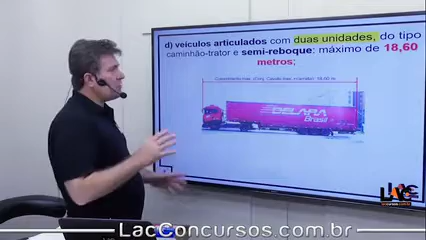 d) veículos articulados com duas unidades, do tipo
caminhão-trator e semi-reboque: máximo de 18,60
metros;
DELARA
Brasil
LAC
LacConcursos.com.br